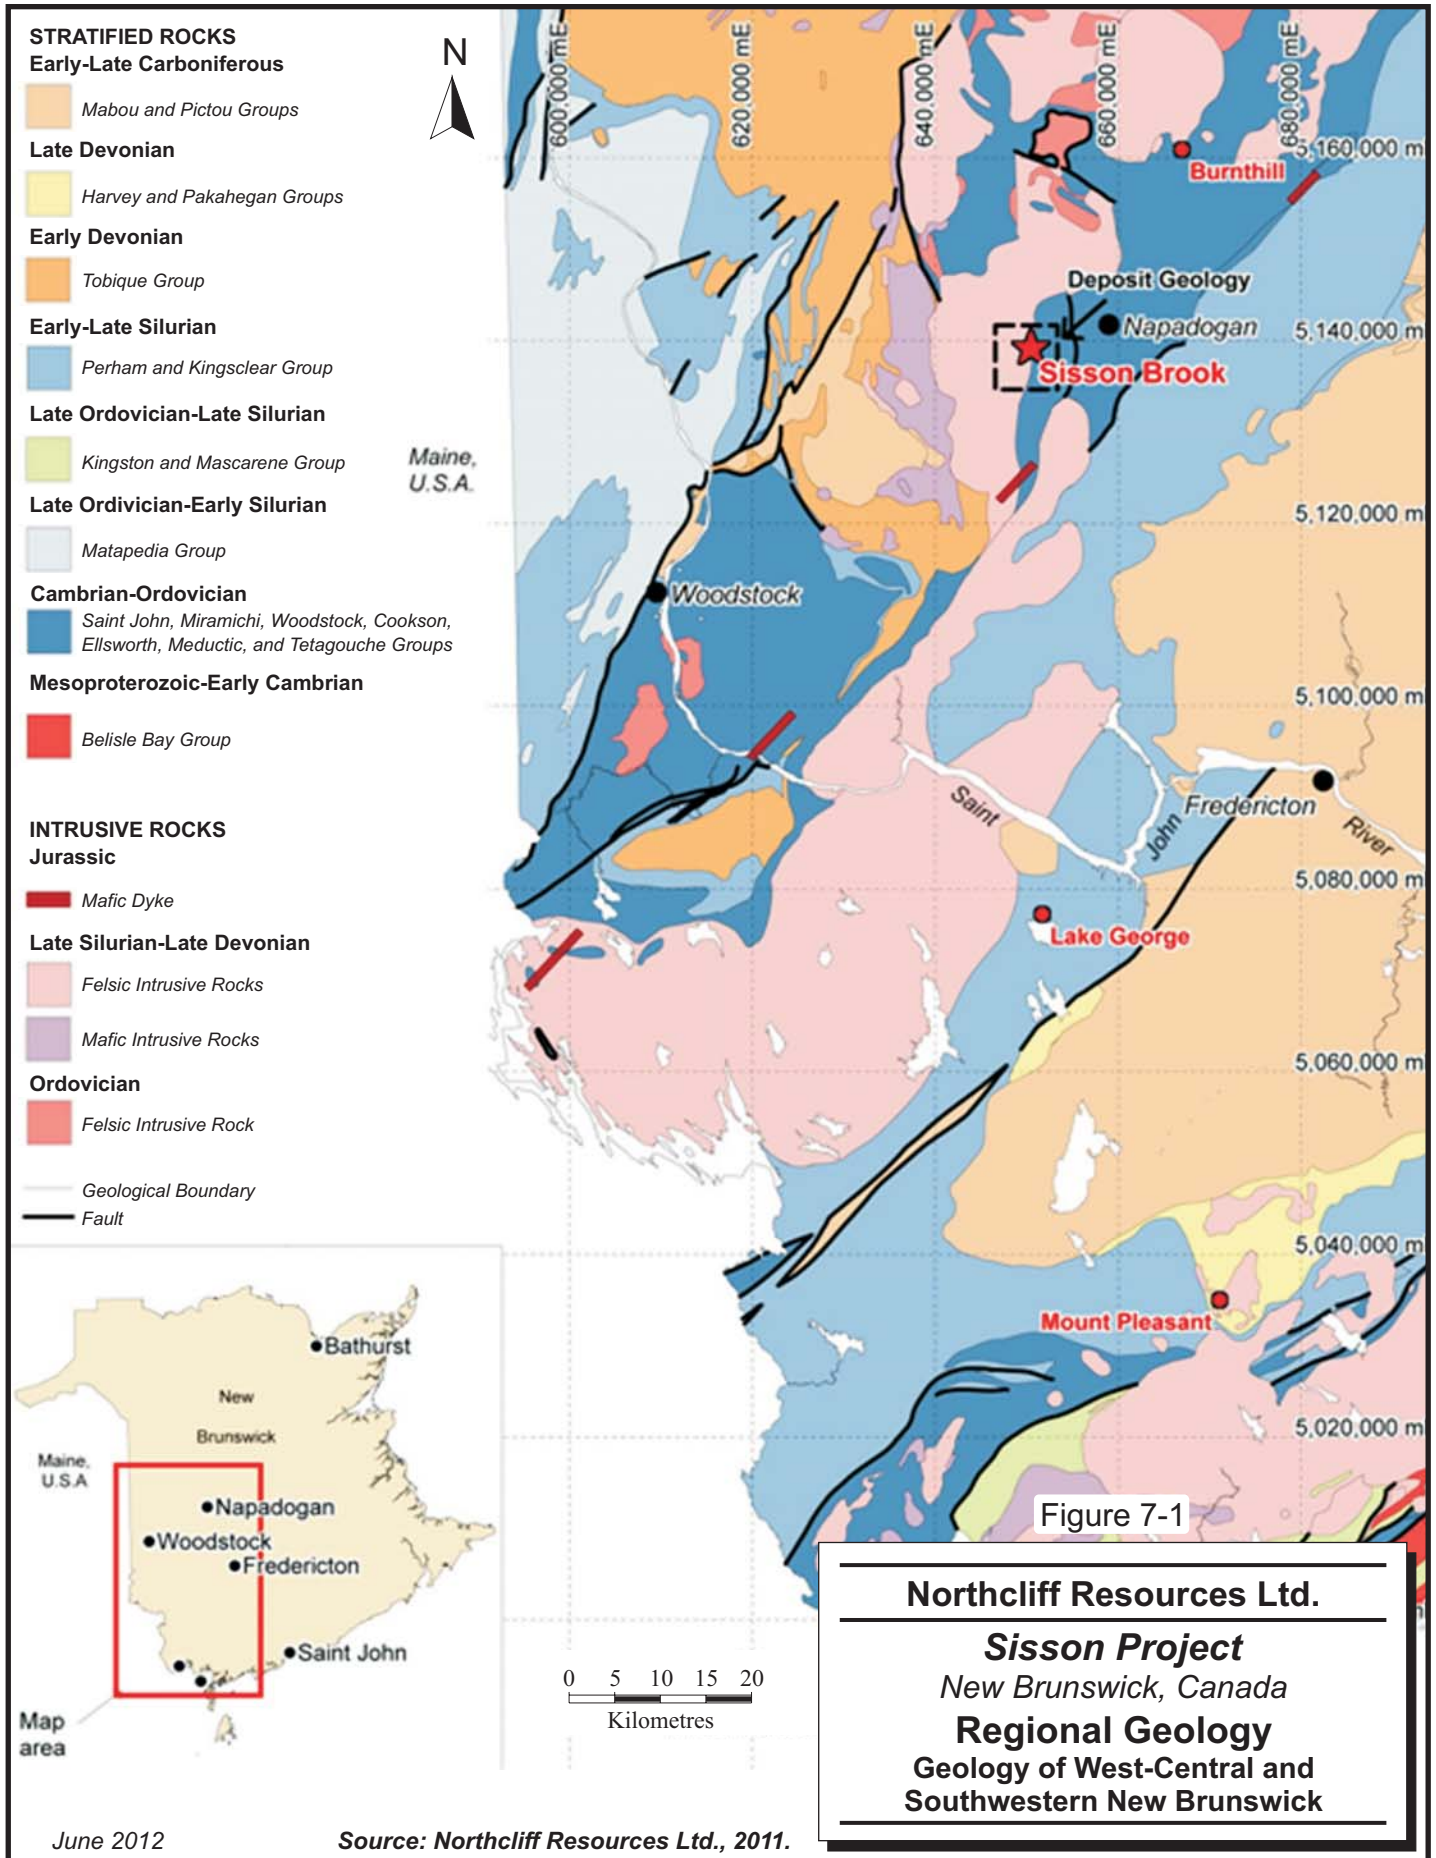 STRATIFIED ROCKS
Early-Late Carboniferous
Mabou and Pictou Groups
Late Devonian
Harvey and Pakahegan Groups
Early Devonian
Tobique Group
Early-Late Silurian
Perham and Kingsclear Group
Late Ordovician-Late Silurian
Kingston and Mascarene Group
Late Ordivician-Early Silurian
Matapedia Group
Cambrian-Ordovician
Saint John, Miramichi, Woodstock, Cookson,
Ellsworth, Meductic, and Tetagouche Groups
Mesoproterozoic-Early Cambrian
Belisle Bay Group
INTRUSIVE ROCKS
Jurassic
Mafic Dyke
Late Silurian-Late Devonian
Felsic Intrusive Rocks
Mafic Intrusive Rocks
Ordovician
Felsic Intrusive Rock
Geological Boundary
Fault
N
600,000 mE
620,000 mE
640,000 mE
660,000 mE
680,000 mE
5,160,000 m
Burnthill
Deposit Geology
Napadogan
5,140,000 m
Sisson Brook
Maine,
U.S.A.
5,120,000 m
Woodstock
5,100,000 m
Saint
John
Fredericton
River
5,080,000 m
Lake George
5,060,000 m
5,040,000 m
Mount Pleasant
5,020,000 m
Bathurst
New
Brunswick
Maine,
U.S.A
Napadogan
Woodstock
Fredericton
Saint John
Map
area
0 5 10 15 20
Kilometres
Figure 7-1
Northcliff Resources Ltd.
Sisson Project
New Brunswick, Canada
Regional Geology
Geology of West-Central and
Southwestern New Brunswick
June 2012
Source: Northcliff Resources Ltd., 2011.